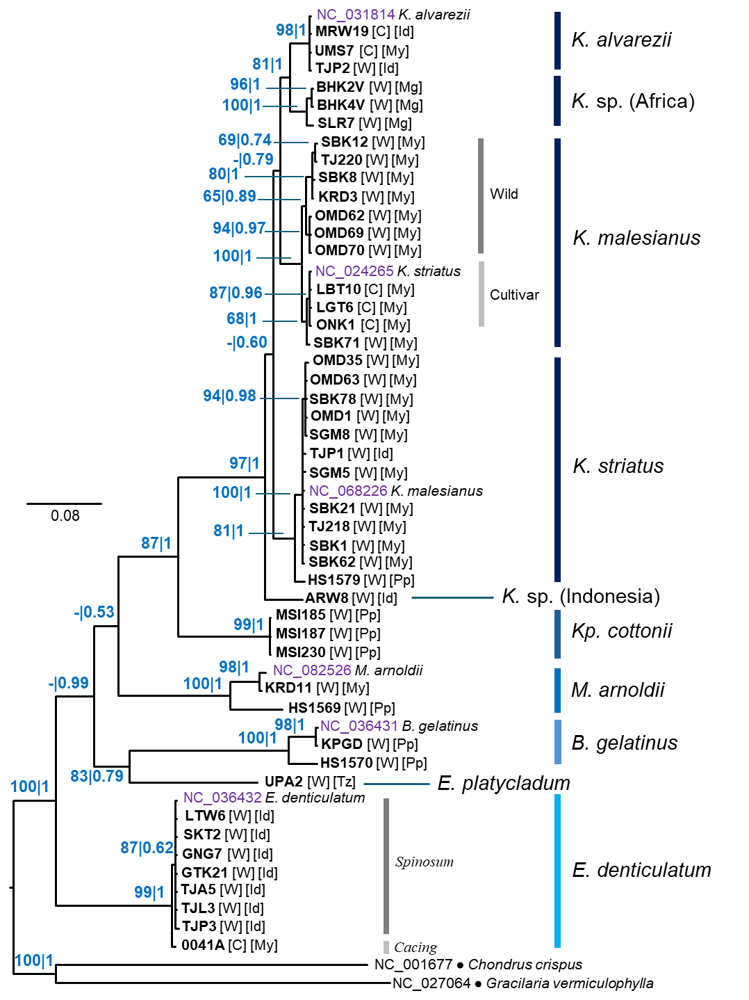 NC_031814 K. alvarezii
98|1
MRW19 [C] [Id]
K. alvarezii
UMS7 [C] [My]
81|1
TJP2 [W] [Id]
96|1
BHK2V [W] [Mg]
100|1
BHK4V [W] [Mg]
K. sp. (Africa)
SLR7 [W] [Mg]
69|0.74
SBK12 [W] [My]
-|0.79
TJ220 [W] [My]
80|1
SBK8 [W] [My]
65|0.89
KRD3 [W] [My]
Wild
OMD62 [W] [My]
94|0.97
OMD69 [W] [My]
K. malesianus
OMD70 [W] [My]
100|1
NC_024265 K. striatus
87|0.96
LBT10 [C] [My]
Cultivar
LGT6 [C] [My]
68|1
ONK1 [C] [My]
-|0.60
SBK71 [W] [My]
OMD35 [W] [My]
OMD63 [W] [My]
94|0.98
SBK78 [W] [My]
OMD1 [W] [My]
SGM8 [W] [My]
TJP1 [W] [Id]
97|1
K. striatus
SGM5 [W] [My]
100|1
NC_068226 K. malesianus
SBK21 [W] [My]
0.08
TJ218 [W] [My]
81|1
SBK1 [W] [My]
87|1
SBK62 [W] [My]
HS1579 [W] [Pp]
ARW8 [W] [Id]
K. sp. (Indonesia)
-|0.53
MSI185 [W] [Pp]
99|1
MSI187 [W] [Pp]
Kp. cottonii
MSI230 [W] [Pp]
98|1
NC_082526 M. arnoldii
-|0.99
100|1
KRD11 [W] [My]
M. arnoldii
HS1569 [W] [Pp]
98|1
NC_036431 B. gelatinus
100|1
KPGD [W] [Pp]
B. gelatinus
HS1570 [W] [Pp]
83|0.79
UPA2 [W] [Tz]
E. platycladum
100|1
NC_036432 E. denticulatum
LTW6 [W] [Id]
SKT2 [W] [Id]
87|0.62
GNG7 [W] [Id]
Spinosum
E. denticulatum
GTK21 [W] [Id]
99|1
TJA5 [W] [Id]
TJL3 [W] [Id]
TJP3 [W] [Id]
0041A [C] [My]
Cacing
100|1
NC_001677 ● Chondrus crispus
NC_027064 ● Gracilaria vermiculophylla